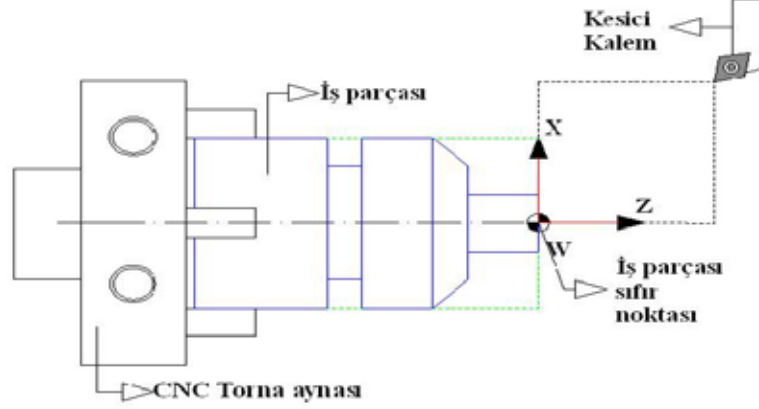 Kesici
Kalem
İş parçası
X
Z
W
İş parçası
sıfır
noktası
CNC Torna aynası